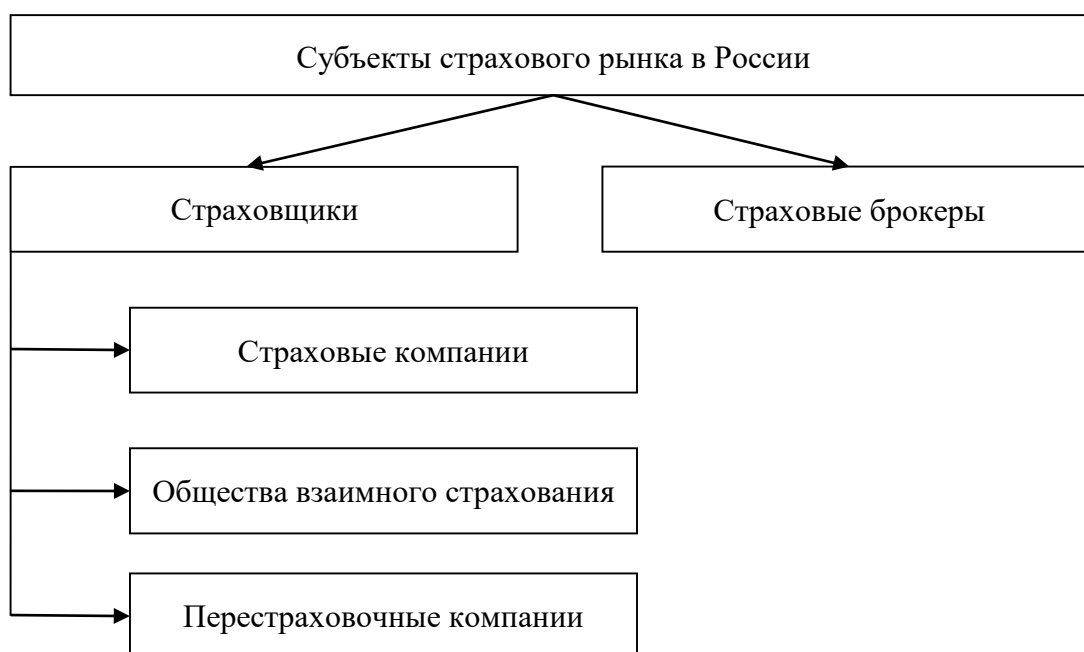 Субъекты страхового рынка в России
Страховщики
Страховые брокеры
Страховые компании
Общества взаимного страхования
Перестраховочные компании